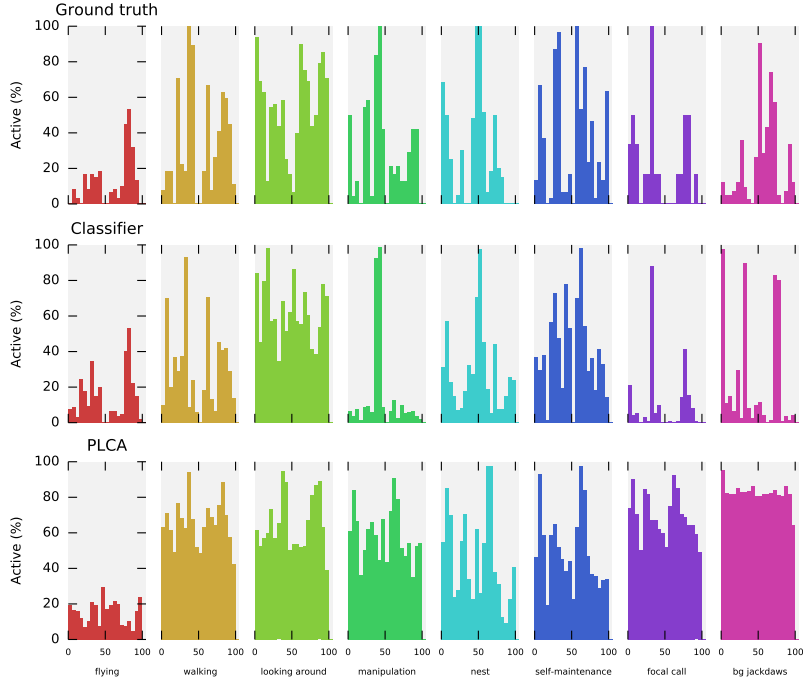 Ground truth
Active (%)
100
80
60
40
20
0
Classifier
Active (%)
100
80
60
40
20
0
PLCA
Active (%)
100
80
60
40
20
0
0 50 100 0 50 100 0 50 100 0 50 100 0 50 100 0 50 100 0 50 100 0 50 100
flying walking looking around manipulation nest self-maintenance focal call bg jackdaws